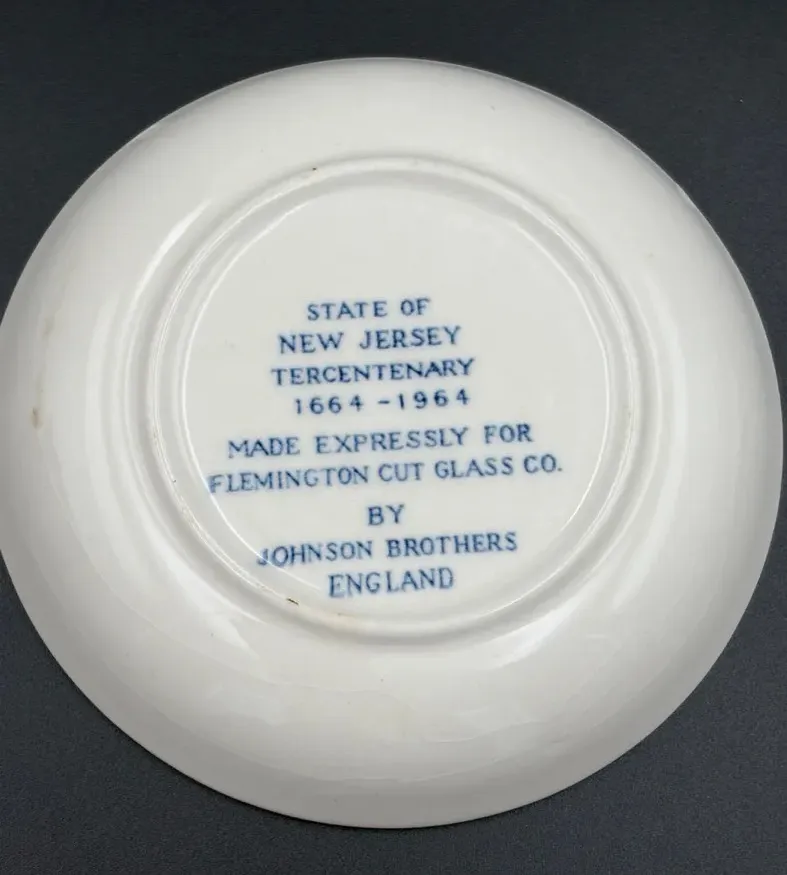 STATE OF
NEW JERSEY
TERCENTENARY
1664 - 1964
MADE EXPRESSLY FOR
FLEMINGTON CUT GLASS CO.
BY
JOHNSON BROTHERS
ENGLAND